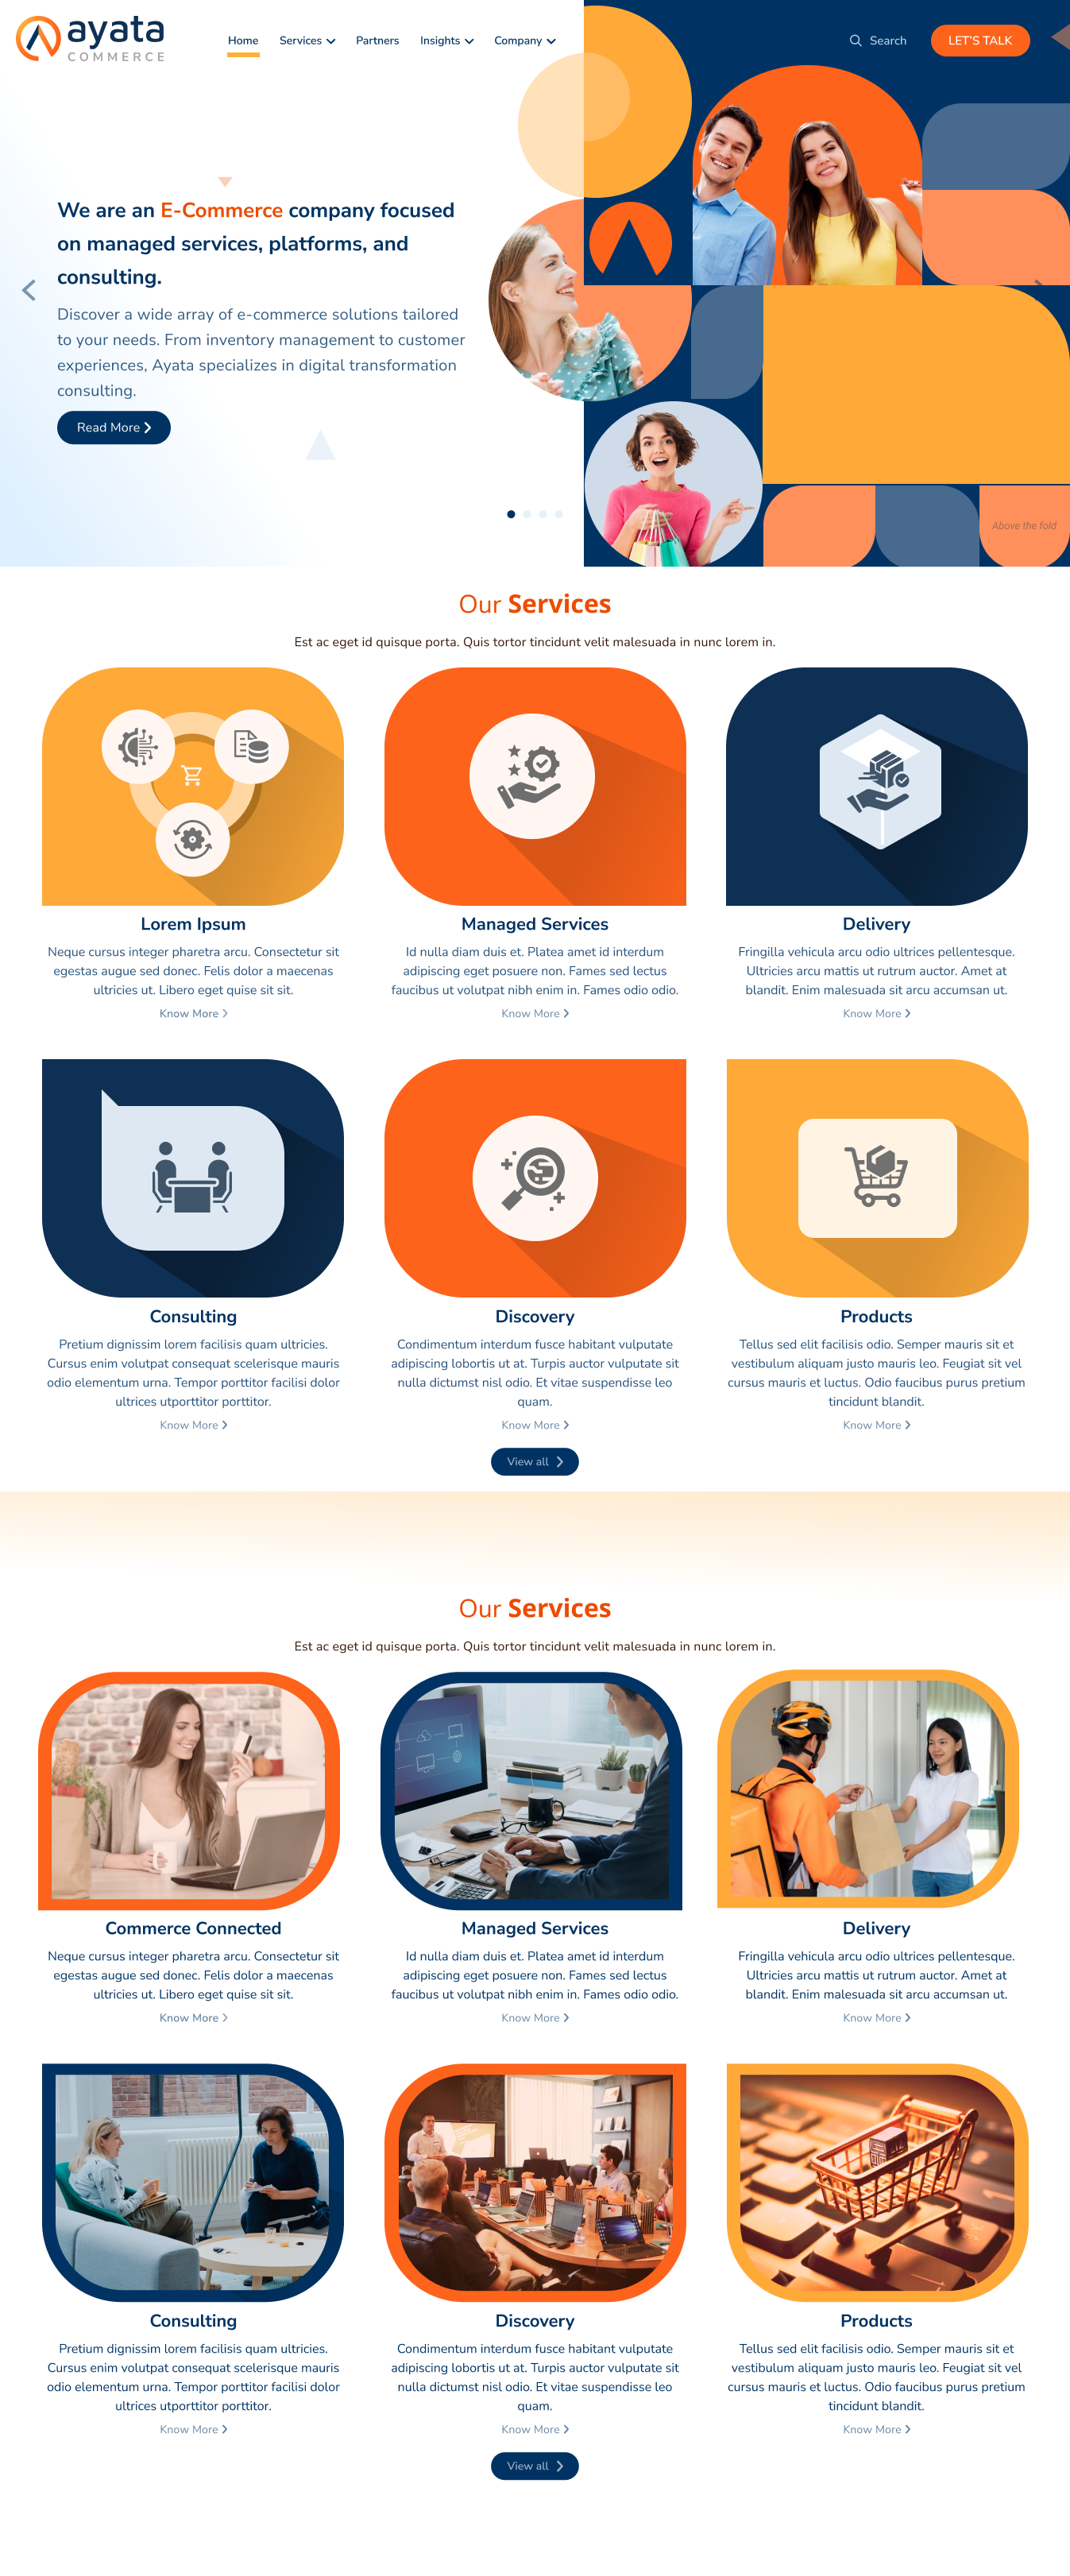 ayata
COMMERCE
Home Services Partners Insights Company Search LET'S TALK
We are an E-Commerce company focused
on managed services, platforms, and
consulting.
Discover a wide array of e-commerce solutions tailored
to your needs. From inventory management to customer
experiences, Ayata specializes in digital transformation
consulting.
Read More
Above the fold
Our Services
Est ac eget id quisque porta. Quis tortor tincidunt velit malesuada in nunc lorem in.
Lorem Ipsum
Neque cursus integer pharetra arcu. Consectetur sit
egestas augue sed donec. Felis dolor a maecenas
ultricies ut. Libero eget quise sit sit.
Know More
Managed Services
Id nulla diam duis et. Platea amet id interdum
adipiscing eget posuere non. Fames sed lectus
faucibus ut volutpat nibh enim in. Fames odio odio.
Know More
Delivery
Fringilla vehicula arcu odio ultrices pellentesque.
Ultricies arcu mattis ut rutrum auctor. Amet at
blandit. Enim malesuada sit arcu accumsan ut.
Know More
Consulting
Pretium dignissim lorem facilisis quam ultricies.
Cursus enim volutpat consequat scelerisque mauris
odio elementum urna. Tempor porttitor facilisi dolor
ultrices utporttitor porttitor.
Know More
Discovery
Condimentum interdum fusce habitant vulputate
adipiscing lobortis ut at. Turpis auctor vulputate sit
nulla dictumst nisl odio. Et vitae suspendisse leo
quam.
Know More
Products
Tellus sed elit facilisis odio. Semper mauris sit et
vestibulum aliquam justo mauris leo. Feugiat sit vel
cursus mauris et luctus. Odio faucibus purus pretium
tincidunt blandit.
Know More
View all
Our Services
Est ac eget id quisque porta. Quis tortor tincidunt velit malesuada in nunc lorem in.
Commerce Connected
Neque cursus integer pharetra arcu. Consectetur sit
egestas augue sed donec. Felis dolor a maecenas
ultricies ut. Libero eget quise sit sit.
Know More
Managed Services
Id nulla diam duis et. Platea amet id interdum
adipiscing eget posuere non. Fames sed lectus
faucibus ut volutpat nibh enim in. Fames odio odio.
Know More
Delivery
Fringilla vehicula arcu odio ultrices pellentesque.
Ultricies arcu mattis ut rutrum auctor. Amet at
blandit. Enim malesuada sit arcu accumsan ut.
Know More
Consulting
Pretium dignissim lorem facilisis quam ultricies.
Cursus enim volutpat consequat scelerisque mauris
odio elementum urna. Tempor porttitor facilisi dolor
ultrices utporttitor porttitor.
Know More
Discovery
Condimentum interdum fusce habitant vulputate
adipiscing lobortis ut at. Turpis auctor vulputate sit
nulla dictumst nisl odio. Et vitae suspendisse leo
quam.
Know More
Products
Tellus sed elit facilisis odio. Semper mauris sit et
vestibulum aliquam justo mauris leo. Feugiat sit vel
cursus mauris et luctus. Odio faucibus purus pretium
tincidunt blandit.
Know More
View all